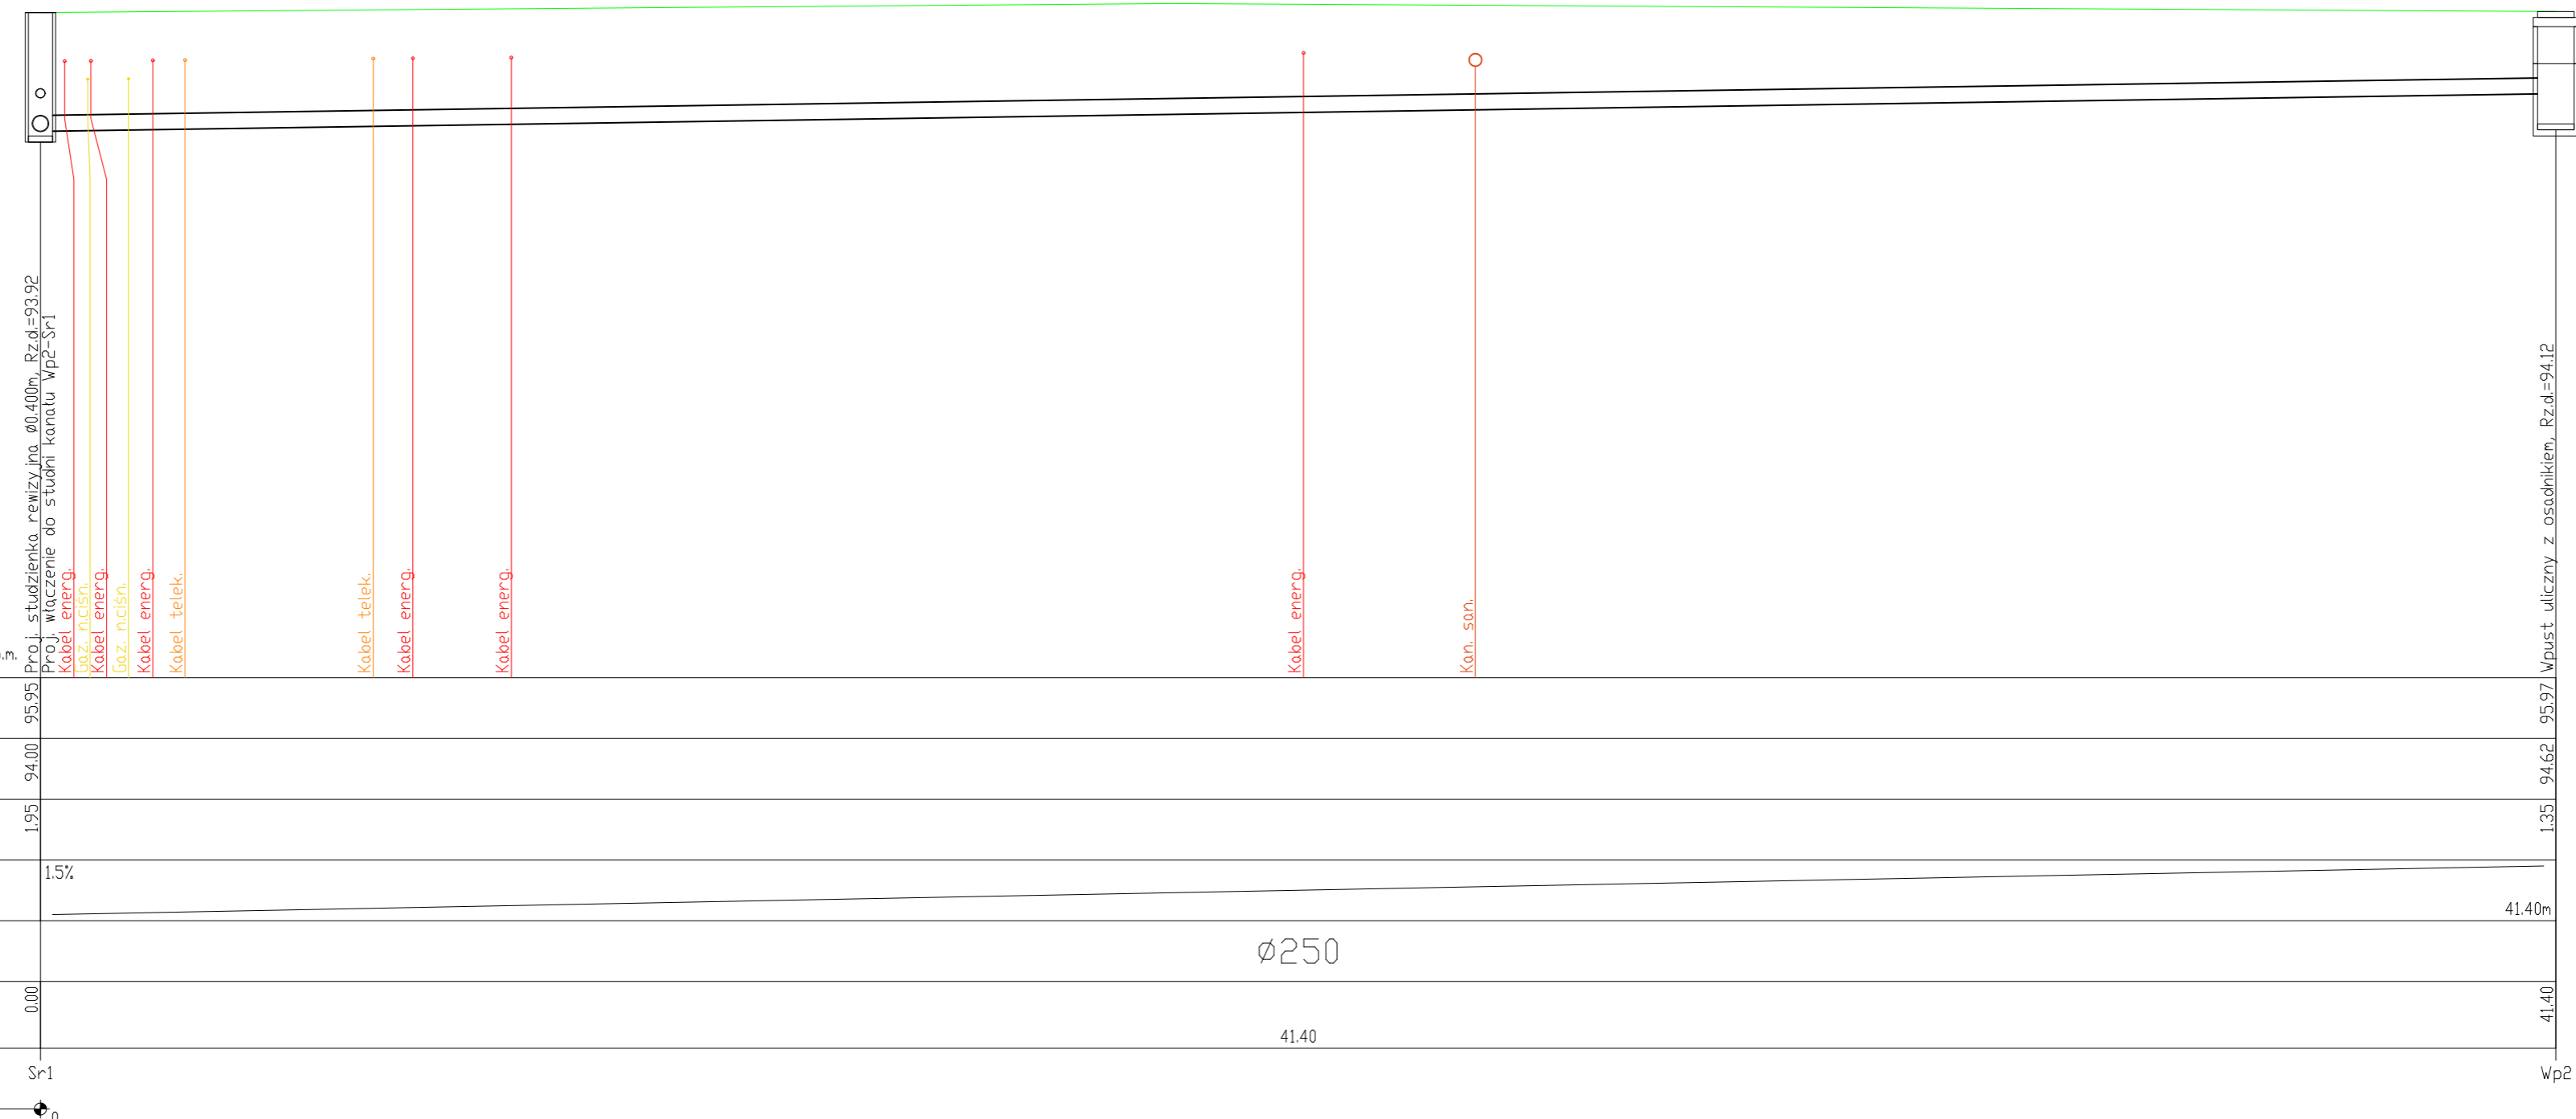 Proj. studzienka rewizyjna ø0.400m, Rz.d.=93.92
Proj. włączenie do studni kanału Wp2-Sr1
Kabel energ.
Gaz. n.ciśn.
Kabel energ.
Gaz. n.ciśn.
Kabel energ.
Kabel telek.
Kabel telek.
Kabel energ.
Kabel energ.
Kabel energ.
Kan. san.
Wpust uliczny z osadnikiem, Rz.d.=94.12
95.95
95.97
94.00
94.62
1.95
1.35
1.5%
41.40m
ø250
0.00
41.40
41.40
Sr1
Wp2